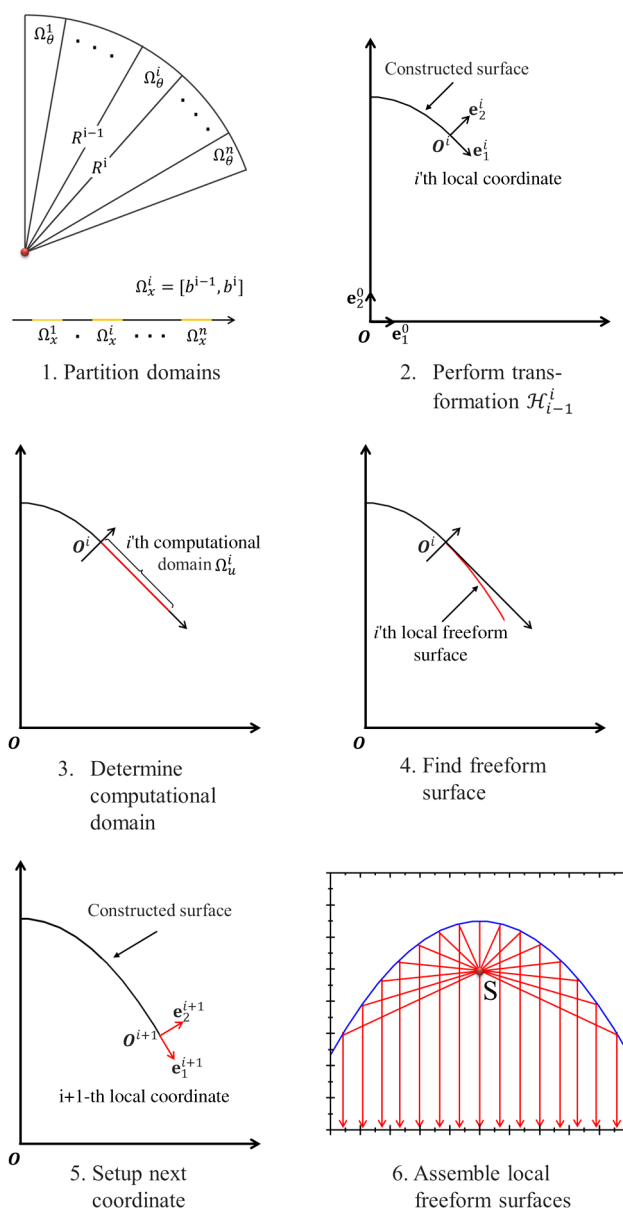 Ω_θ^1
· · · ·
Ω_θ^i
· · ·
Ω_θ^n
R^{i−1}
R^i
Ω_x^i = [b^{i−1}, b^i]
Ω_x^1 · Ω_x^i · · · Ω_x^n
1. Partition domains
Constructed surface
e_2^i
O^i
e_1^i
i'th local coordinate
e_2^0
O
e_1^0
2. Perform trans-
formation ℋ_{i−1}^i
O^i
i'th computational
domain Ω_u^i
O
3. Determine
computational
domain
O^i
i'th local freeform
surface
O
4. Find freeform
surface
Constructed surface
e_2^{i+1}
O^{i+1}
e_1^{i+1}
i+1-th local coordinate
O
5. Setup next
coordinate
S
6. Assemble local
freeform surfaces